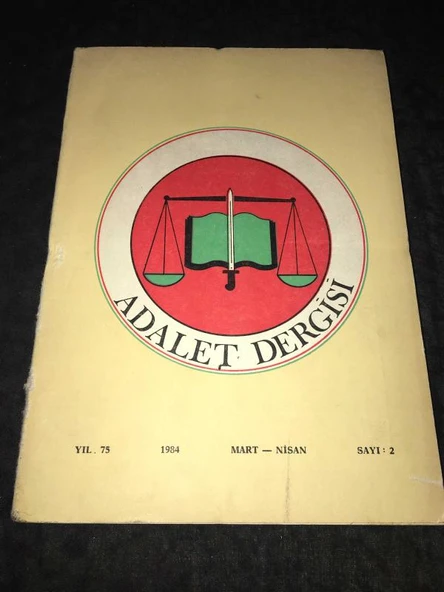 ADALET DERGİSİ
YIL. 75 1984 MART — NİSAN SAYI: 2